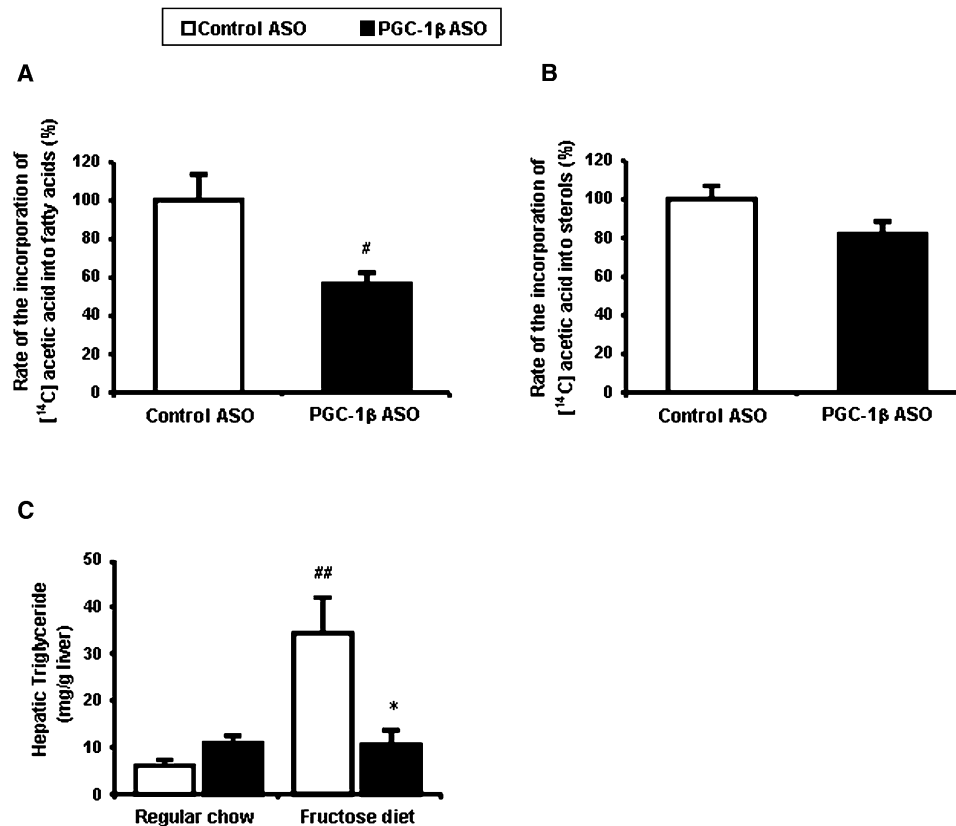 Control ASO PGC-1β ASO
A
B
Rate of the incorporation of
[¹⁴C] acetic acid into fatty acids (%)
120
100
80
60
40
20
0
#
Control ASO PGC-1β ASO
Rate of the incorporation of
[¹⁴C] acetic acid into sterols (%)
120
100
80
60
40
20
0
Control ASO PGC-1β ASO
C
Hepatic Triglyceride
(mg/g liver)
50
40
30
20
10
0
##
*
Regular chow Fructose diet